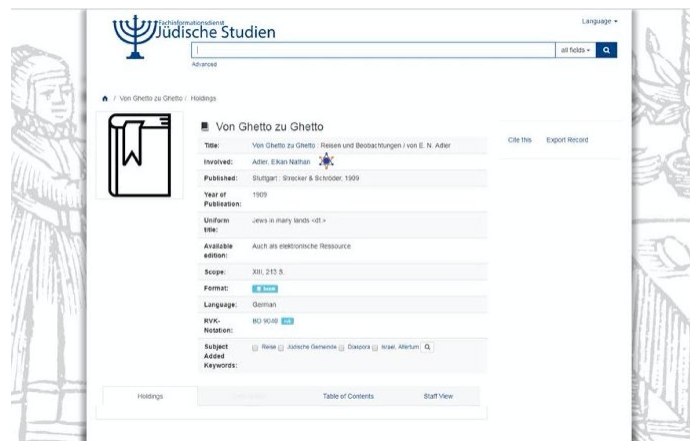 Fachinformationsdienst
Jüdische Studien
Language
all fields
Advanced
/ Von Ghetto zu Ghetto / Holdings
Von Ghetto zu Ghetto
Cite this Export Record
Title: Von Ghetto zu Ghetto : Reisen und Beobachtungen / von E. N. Adler
Involved: Adler, Elkan Nathan
Published: Stuttgart : Strecker & Schröder, 1909
Year of Publication: 1909
Uniform title: Jews in many lands <dt.>
Available edition: Auch als elektronische Ressource
Scope: XIII, 213 S.
Format: Book
Language: German
RVK-Notation: BD 9040
Subject Added Keywords: Reise Jüdische Gemeinde Diaspora Israel, Altertum
Holdings Table of Contents Staff View